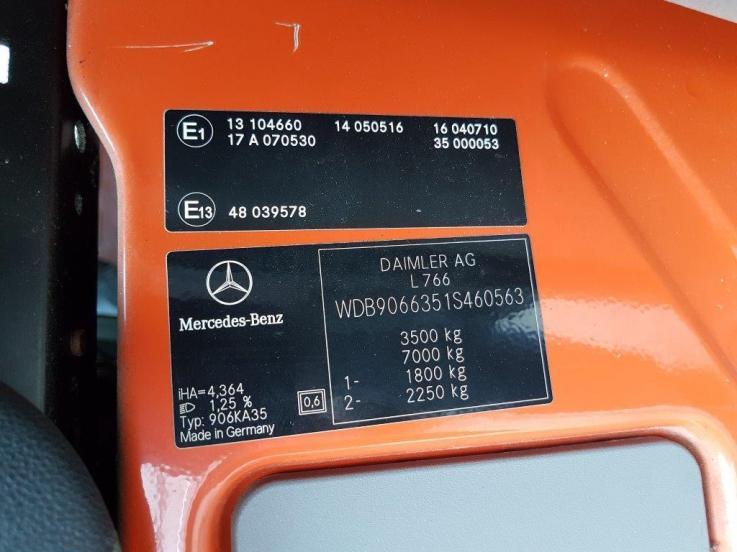 E1 13 104660 14 050516 16 040710
17 A 070530 35 000053
E13 48 039578
Mercedes-Benz
DAIMLER AG
L 766
WDB9066351S460563
3500 kg
7000 kg
1- 1800 kg
2- 2250 kg
iHA=4,364
1,25 %
0,6
Typ: 906KA35
Made in Germany